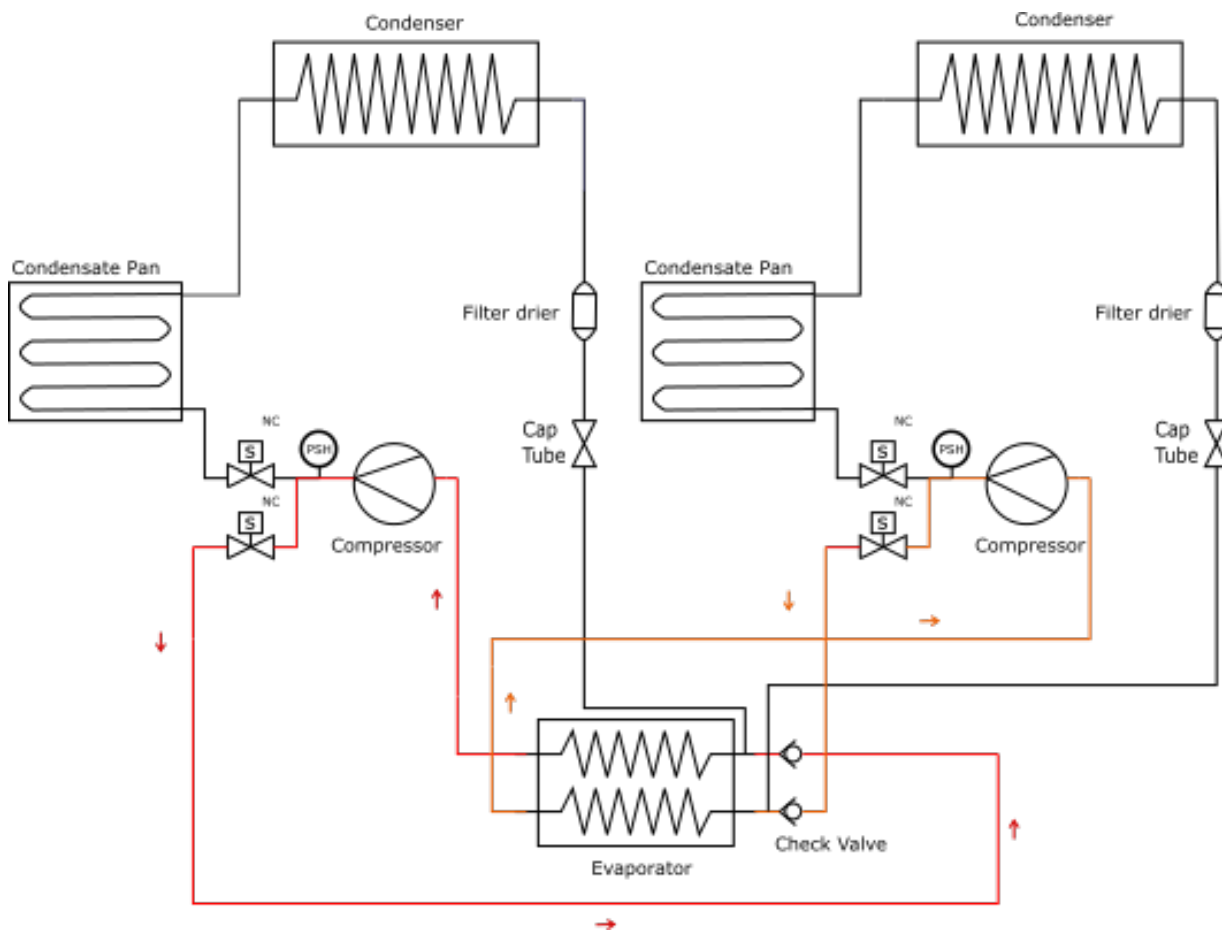 Condenser
Condenser
Condensate Pan
Condensate Pan
Filter drier
Filter drier
NC
PSH
S
Cap
Tube
NC
PSH
S
Cap
Tube
NC
S
Compressor
NC
S
Compressor
Check Valve
Evaporator